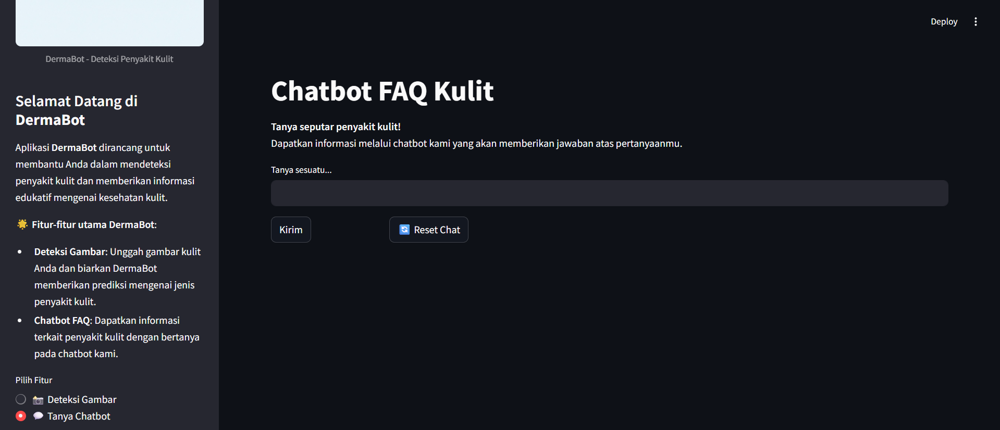 DermaBot - Deteksi Penyakit Kulit
Selamat Datang di
DermaBot
Aplikasi DermaBot dirancang untuk
membantu Anda dalam mendeteksi
penyakit kulit dan memberikan informasi
edukatif mengenai kesehatan kulit.
🌟 Fitur-fitur utama DermaBot:
• Deteksi Gambar: Unggah gambar kulit
Anda dan biarkan DermaBot
memberikan prediksi mengenai jenis
penyakit kulit.
• Chatbot FAQ: Dapatkan informasi
terkait penyakit kulit dengan bertanya
pada chatbot kami.
Pilih Fitur
📸 Deteksi Gambar
💬 Tanya Chatbot
Deploy
Chatbot FAQ Kulit
Tanya seputar penyakit kulit!
Dapatkan informasi melalui chatbot kami yang akan memberikan jawaban atas pertanyaanmu.
Tanya sesuatu...
Kirim
🔄 Reset Chat